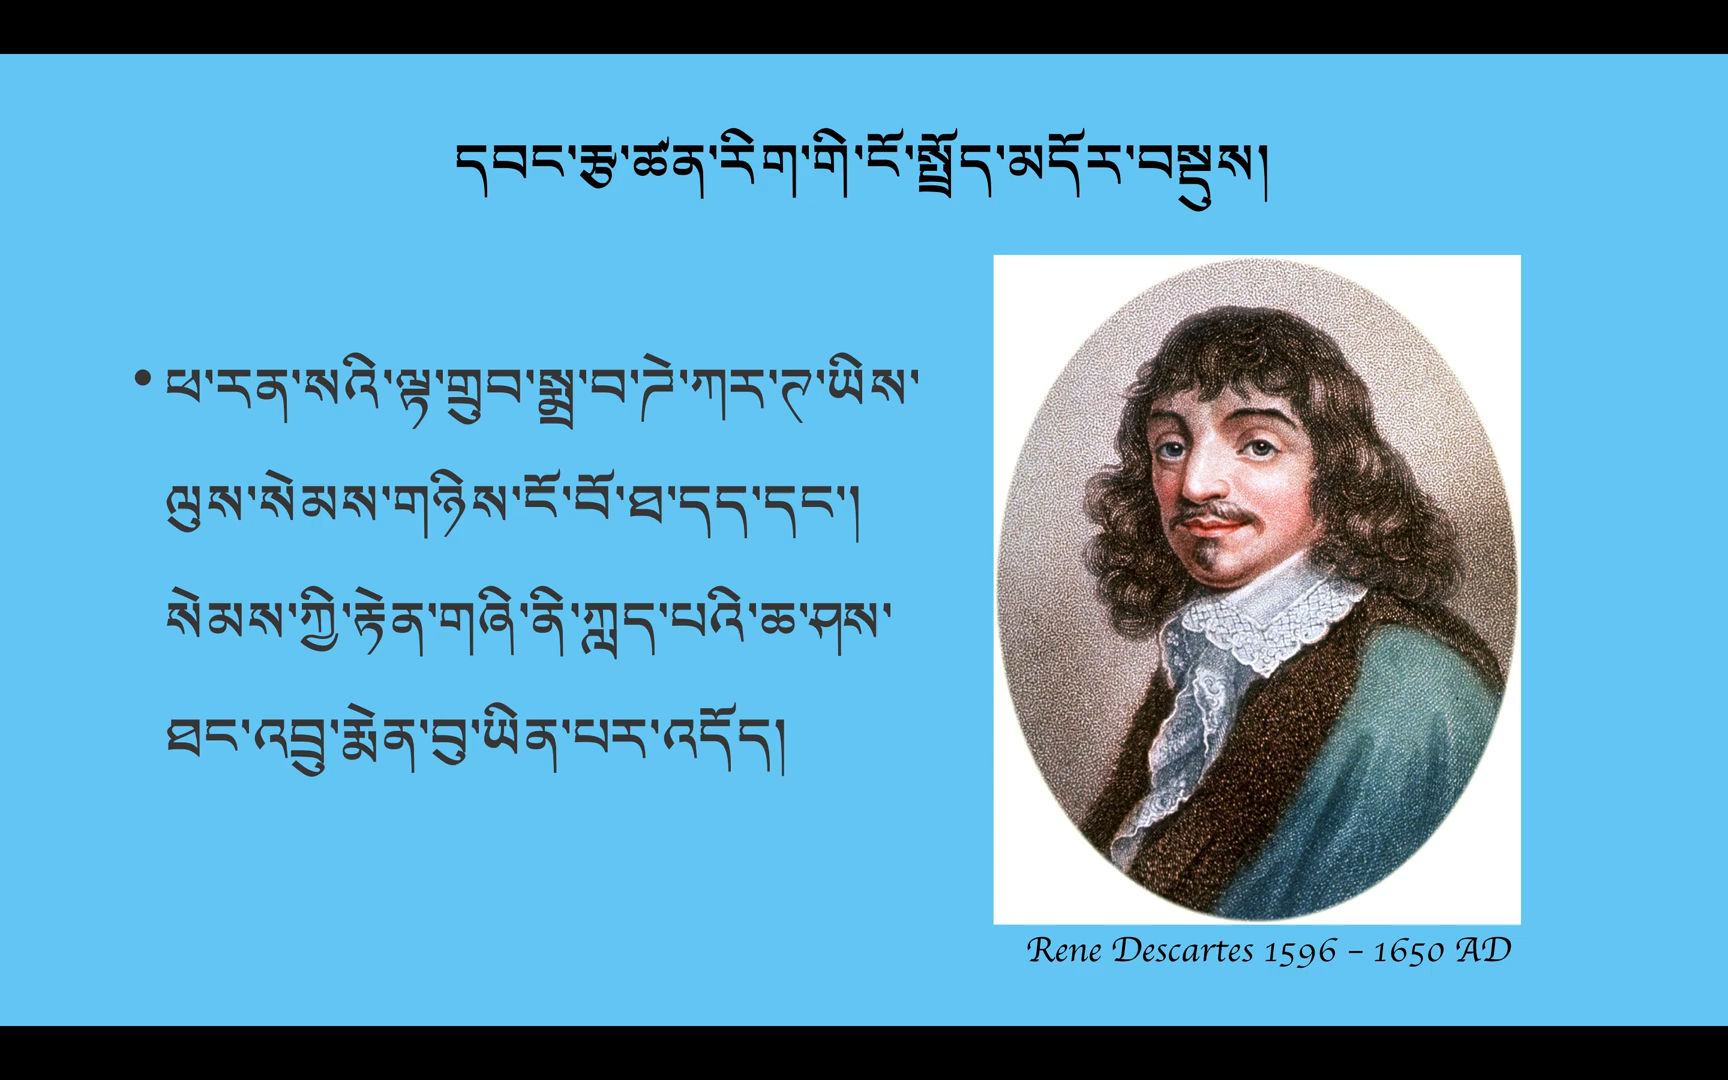 དབང་རྩ་ཚན་རིག་གི་ངོ་སྤྲོད་མདོར་བསྡུས།
• ཕ་རན་སའི་ལྟ་གྲུབ་སྨྲ་བ་ཌེ་ཀར་ཊ་ཡིས་
ལུས་སེམས་གཉིས་ངོ་བོ་ཐ་དད་དང་།
སེམས་ཀྱི་རྟེན་གཞི་ནི་ཀླད་པའི་ཆ་ཤས་
ཐང་འབྲུ་རྨེན་བུ་ཡིན་པར་འདོད།
Rene Descartes 1596 – 1650 AD